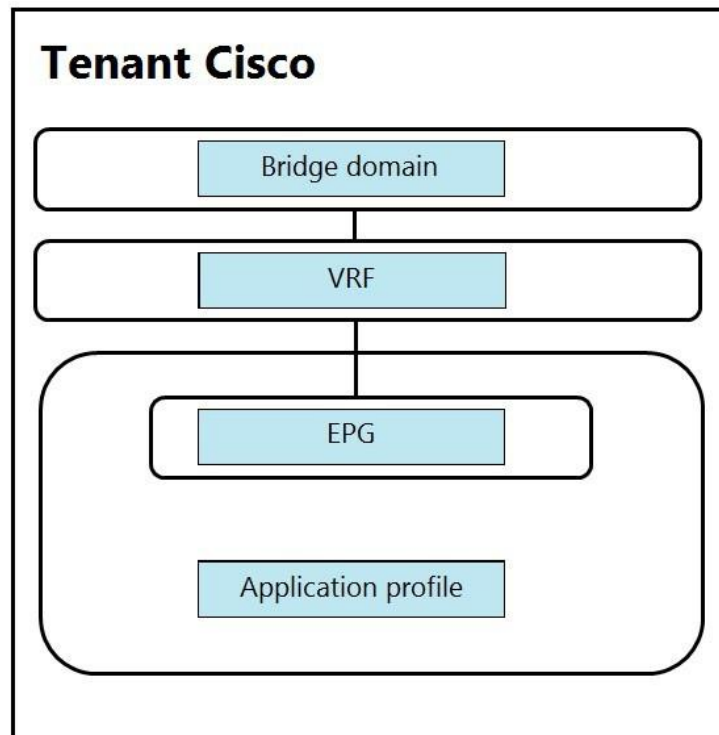 Tenant Cisco
Bridge domain
VRF
EPG
Application profile